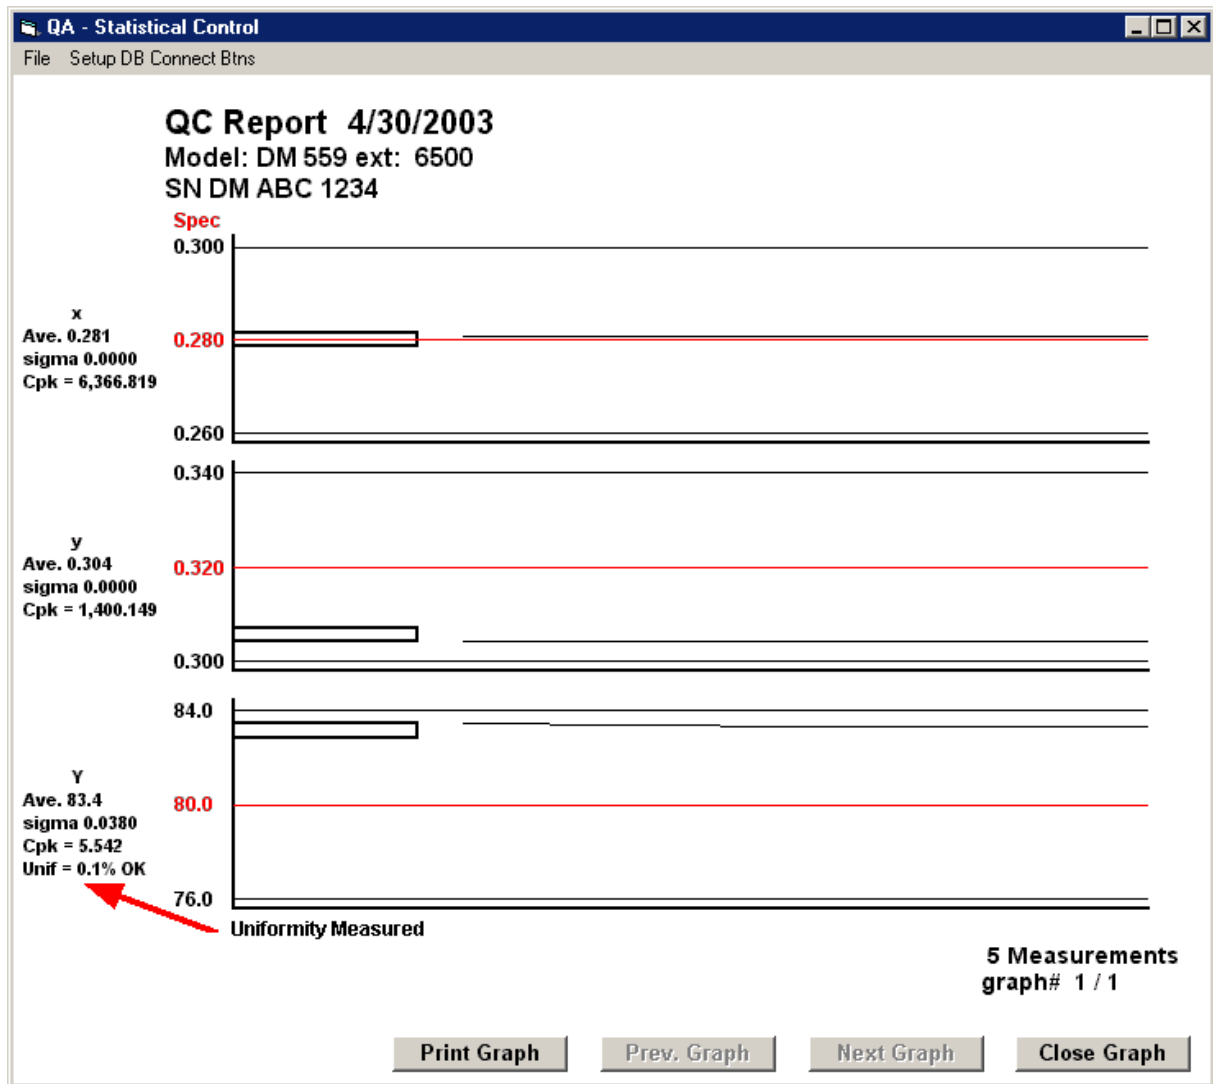 QA - Statistical Control
File Setup DB Connect Btns
QC Report 4/30/2003
Model: DM 559 ext: 6500
SN DM ABC 1234
Spec
0.300
x
Ave. 0.281
sigma 0.0000
Cpk = 6,366.819
0.280
0.260
0.340
y
Ave. 0.304
sigma 0.0000
Cpk = 1,400.149
0.320
0.300
84.0
Y
Ave. 83.4
sigma 0.0380
Cpk = 5.542
Unif = 0.1% OK
80.0
76.0
Uniformity Measured
5 Measurements
graph# 1 / 1
Print Graph Prev. Graph Next Graph Close Graph